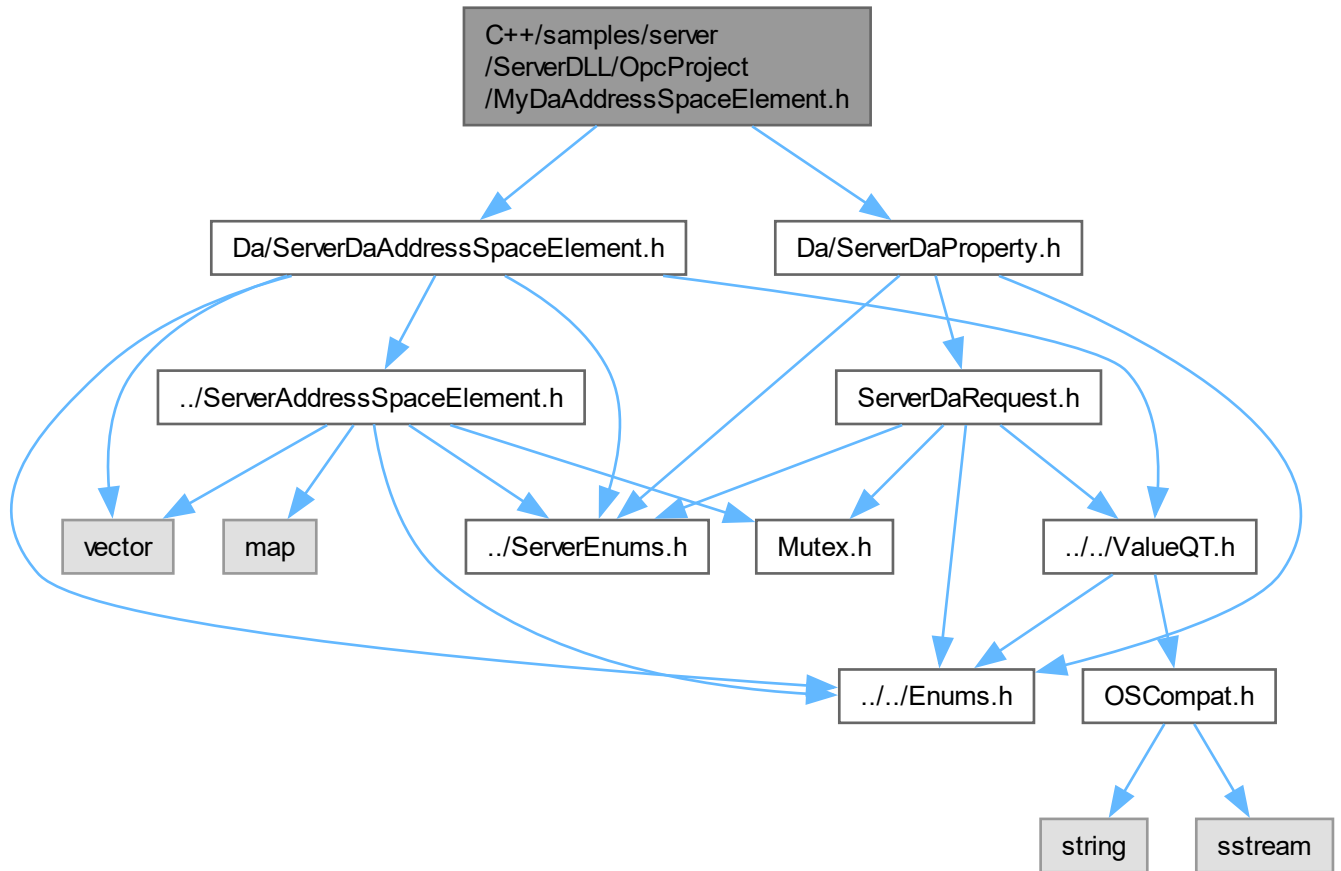 C++/samples/server
/ServerDLL/OpcProject
/MyDaAddressSpaceElement.h
Da/ServerDaAddressSpaceElement.h
Da/ServerDaProperty.h
../ServerAddressSpaceElement.h
ServerDaRequest.h
vector
map
../ServerEnums.h
Mutex.h
../../ValueQT.h
../../Enums.h
OSCompat.h
string
sstream